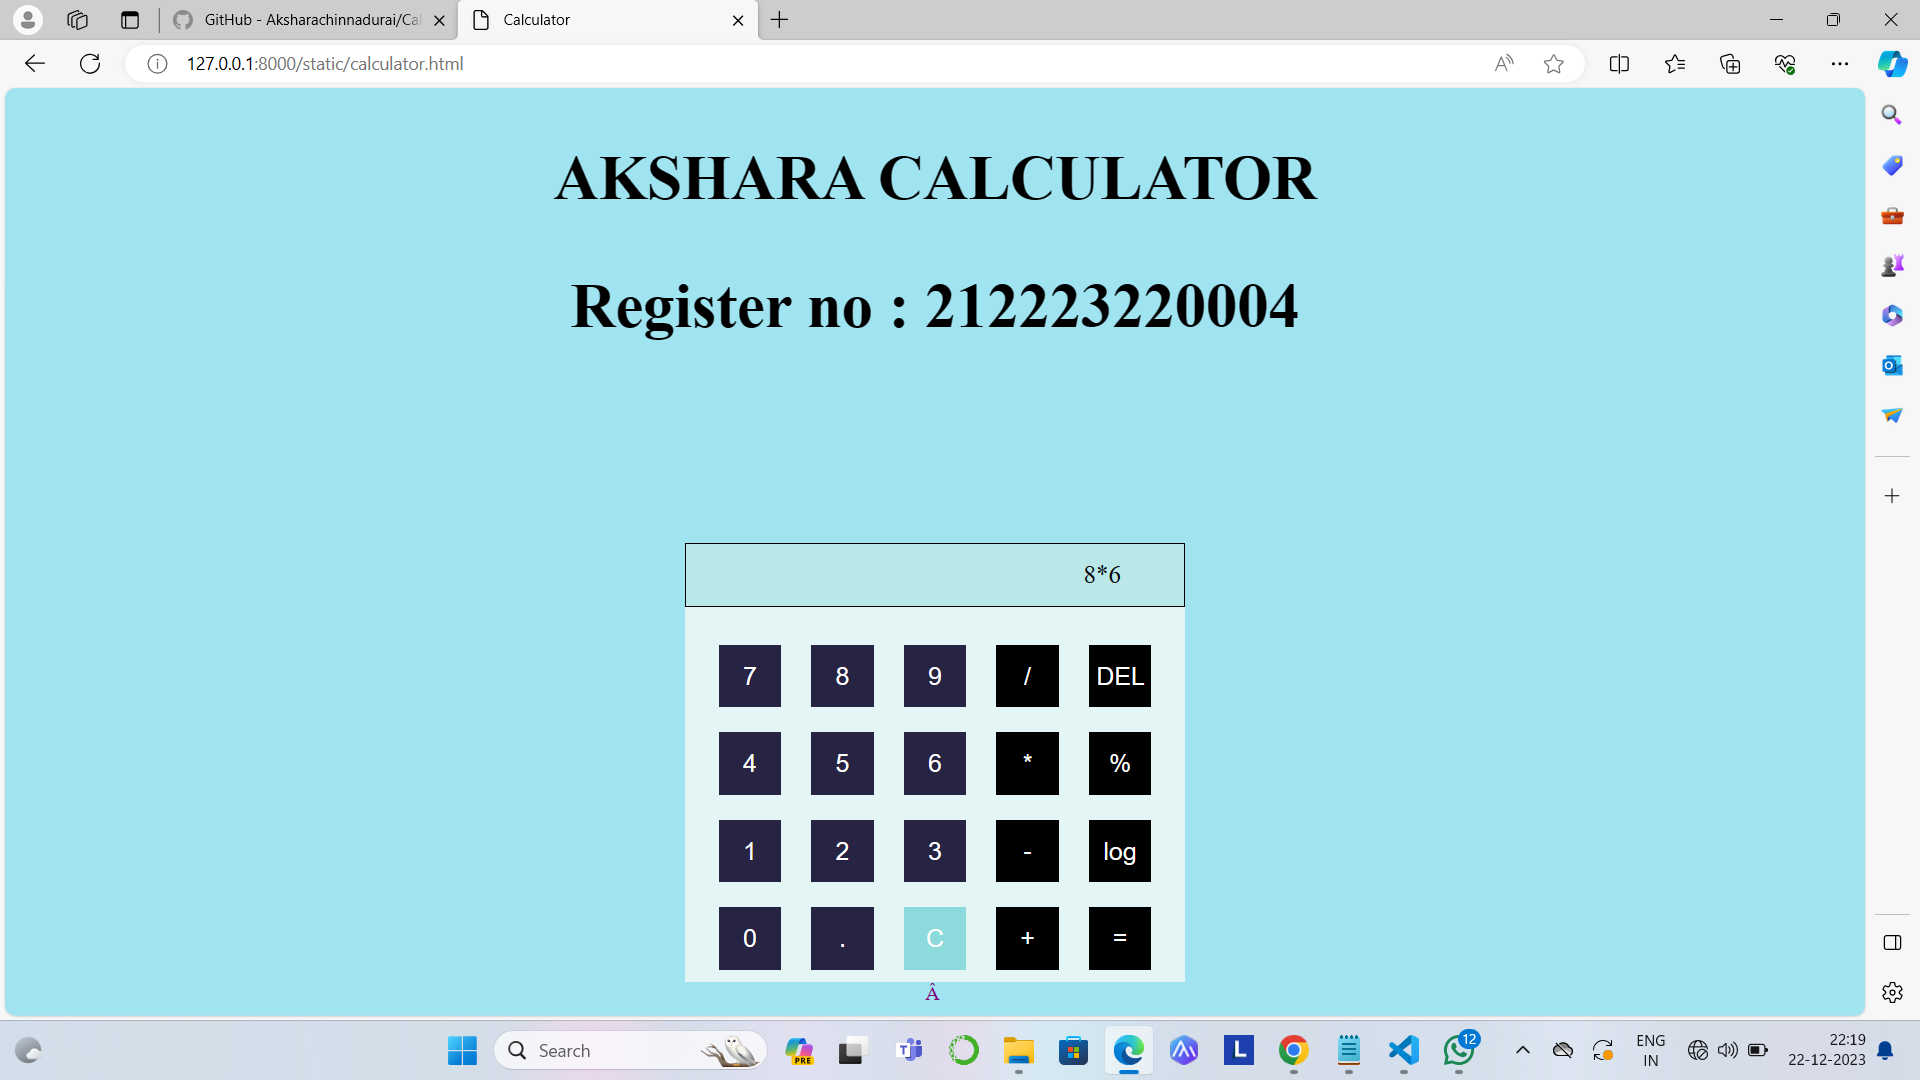 GitHub - Aksharachinnadurai/Cal
Calculator
127.0.0.1:8000/static/calculator.html
AKSHARA CALCULATOR
Register no : 212223220004
8*6
7 8 9 / DEL
4 5 6 * %
1 2 3 - log
0 . C + =
Â
Search
PRE
L
12
ENG
IN
22:19
22-12-2023